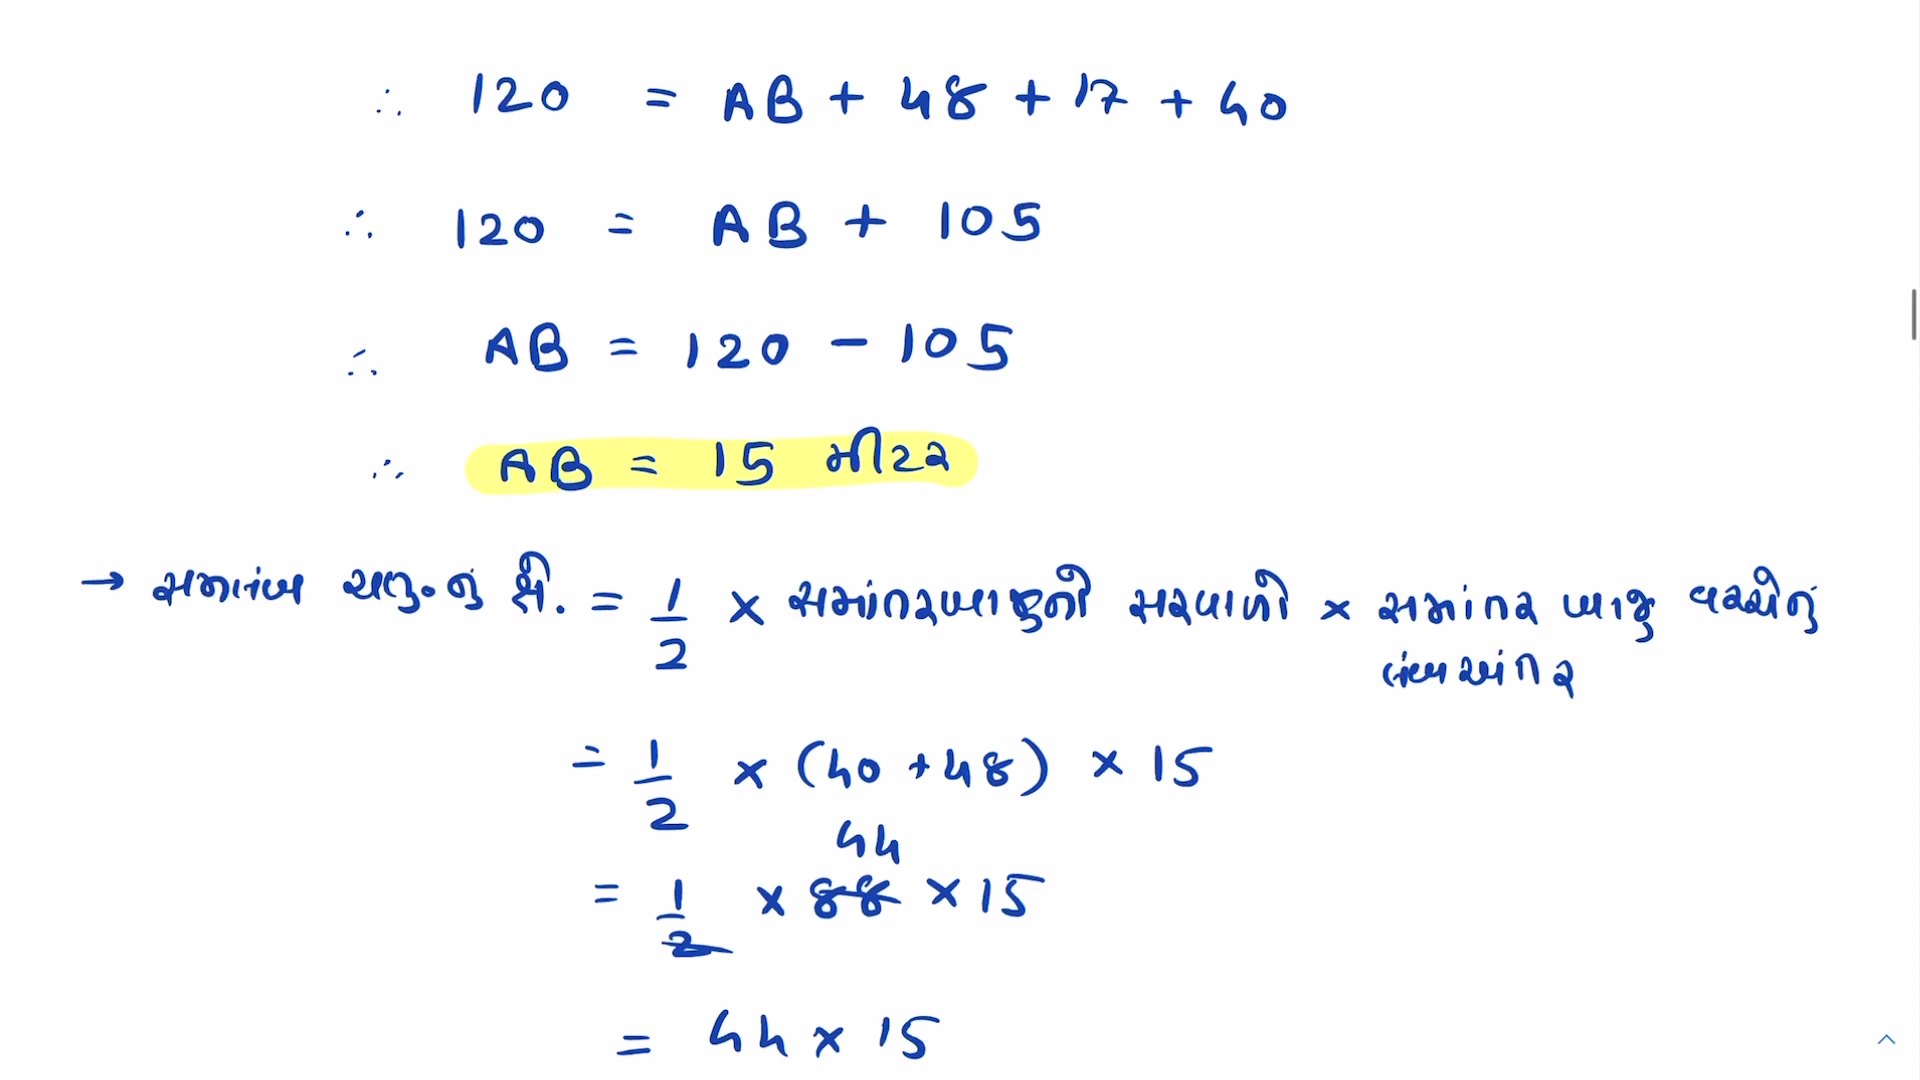 ∴ 120 = AB + 48 + 17 + 40
∴ 120 = AB + 105
∴ AB = 120 - 105
∴ AB = 15 મીટર
→ સમલંબ ચતુ.નું ક્ષે. = 1/2 × સમાંતરબાજુનો સરવાળો × સમાંતર બાજુ વચ્ચેનું
લંબઅંતર
= 1/2 × (40 + 48) × 15
44
= 1/2 × 88 × 15
= 44 × 15